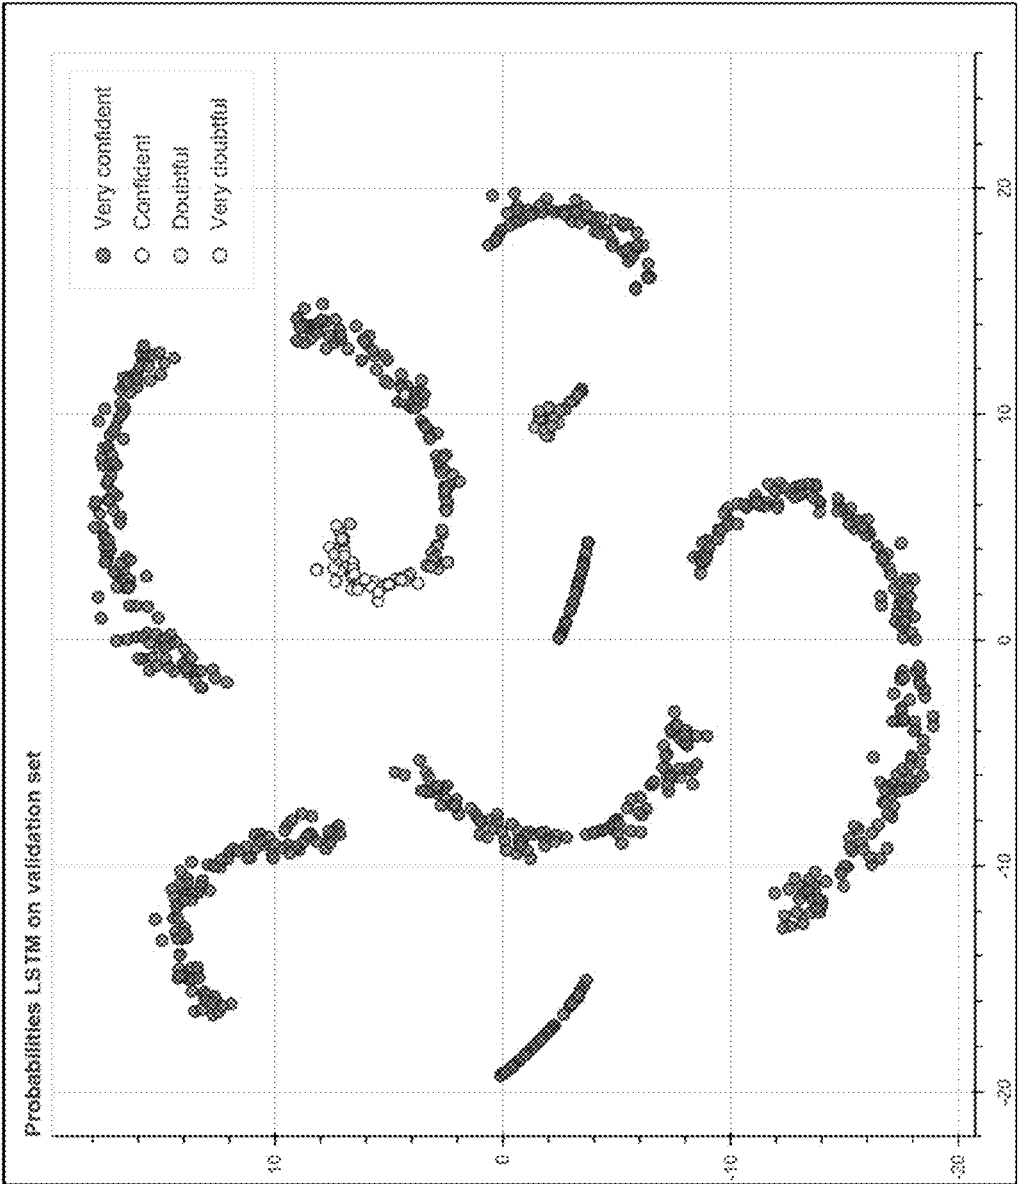 Probabilities LSTM on validation set
Very confident
Confident
Doubtful
Very doubtful
10
0
-10
-20
-20
-10
0
10
20